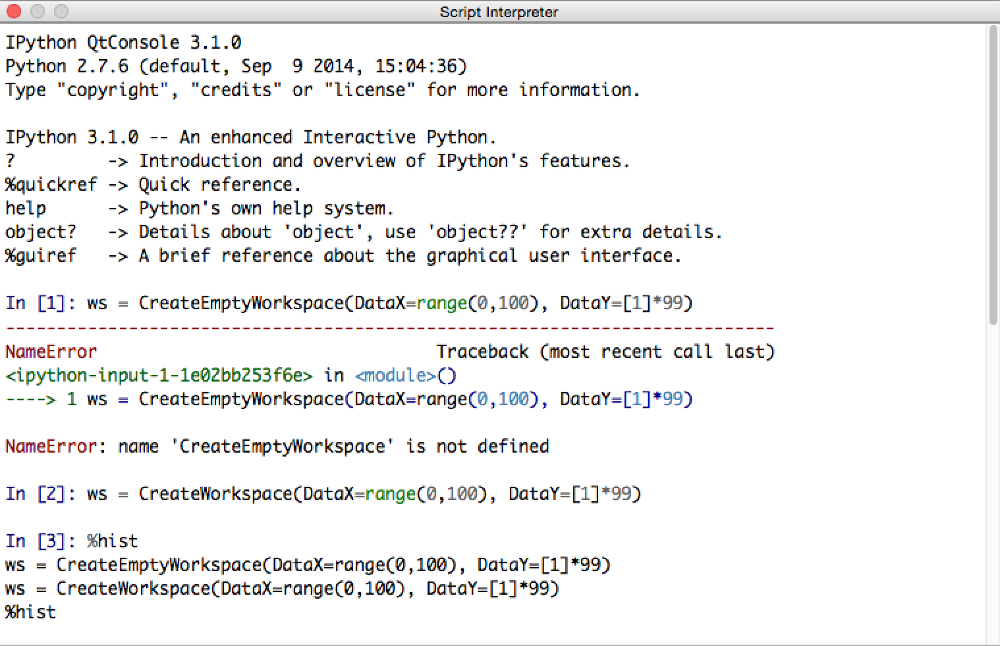 Script Interpreter
IPython QtConsole 3.1.0
Python 2.7.6 (default, Sep  9 2014, 15:04:36)
Type "copyright", "credits" or "license" for more information.

IPython 3.1.0 -- An enhanced Interactive Python.
?         -> Introduction and overview of IPython's features.
%quickref -> Quick reference.
help      -> Python's own help system.
object?   -> Details about 'object', use 'object??' for extra details.
%guiref   -> A brief reference about the graphical user interface.

In [1]: ws = CreateEmptyWorkspace(DataX=range(0,100), DataY=[1]*99)
---------------------------------------------------------------------------
NameError                                 Traceback (most recent call last)
<ipython-input-1-1e02bb253f6e> in <module>()
----> 1 ws = CreateEmptyWorkspace(DataX=range(0,100), DataY=[1]*99)

NameError: name 'CreateEmptyWorkspace' is not defined

In [2]: ws = CreateWorkspace(DataX=range(0,100), DataY=[1]*99)

In [3]: %hist
ws = CreateEmptyWorkspace(DataX=range(0,100), DataY=[1]*99)
ws = CreateWorkspace(DataX=range(0,100), DataY=[1]*99)
%hist